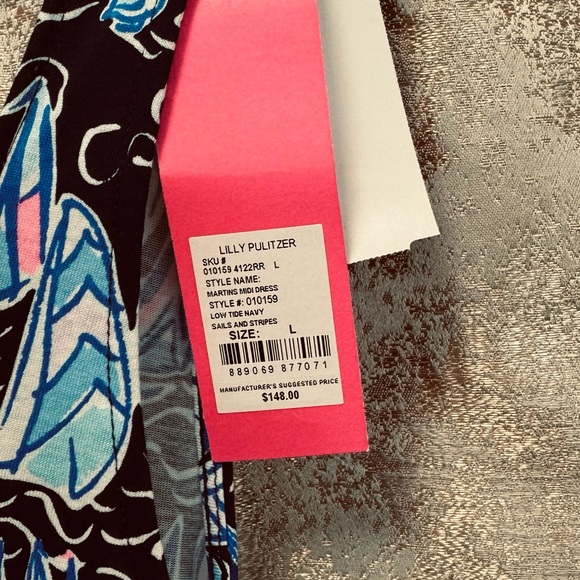 LILLY PULITZER
SKU #
010159 4122RR L
STYLE NAME:
MARTINS MIDI DRESS
STYLE #: 010159
LOW TIDE NAVY
SAILS AND STRIPES
SIZE: L
889069 877071
MANUFACTURER'S SUGGESTED PRICE
$148.00